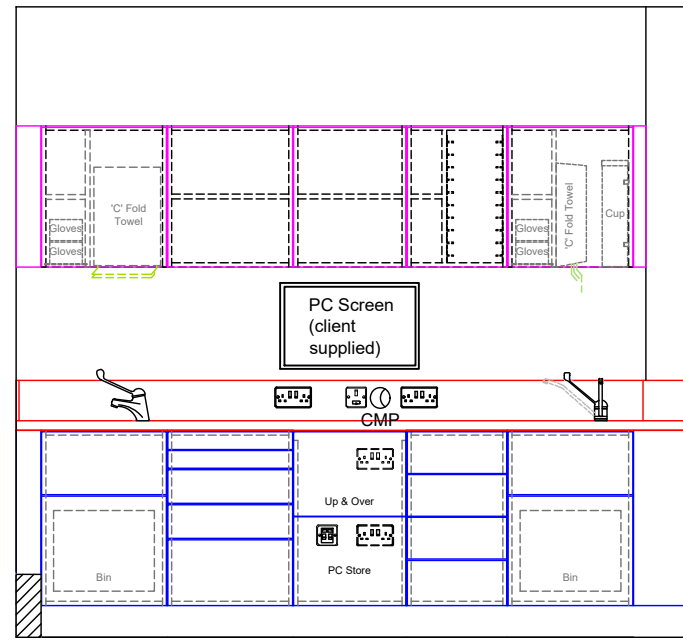 'C' Fold
Towel
Gloves
Gloves
Gloves
Gloves
'C' Fold Towel
Cup
PC Screen
(client
supplied)
CMP
Up & Over
PC Store
Bin
Bin